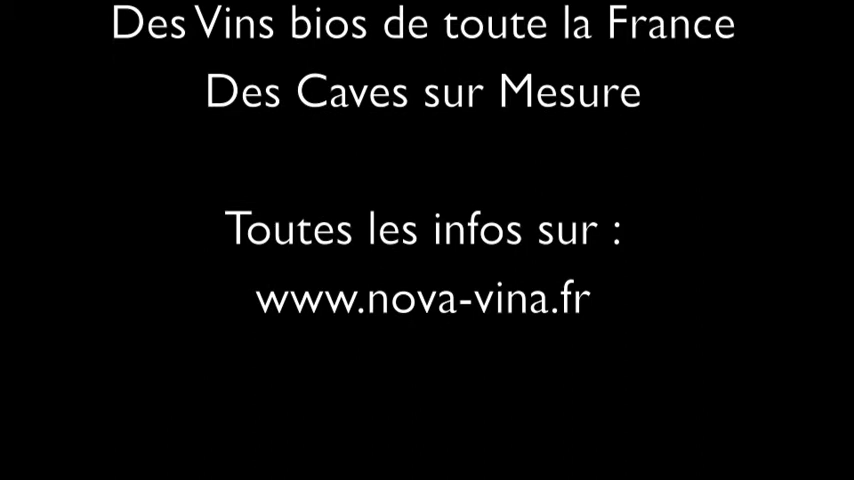 Des Vins bios de toute la France
Des Caves sur Mesure
Toutes les infos sur :
www.nova-vina.fr